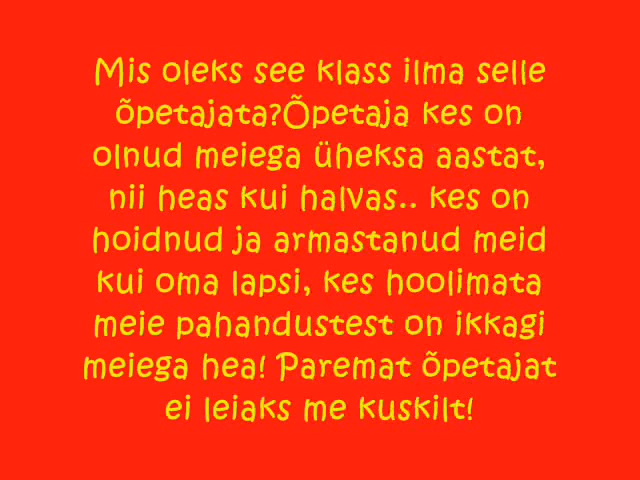 Mis oleks see klass ilma selle
õpetajata?Õpetaja kes on
olnud meiega üheksa aastat,
nii heas kui halvas.. kes on
hoidnud ja armastanud meid
kui oma lapsi, kes hoolimata
meie pahandustest on ikkagi
meiega hea! Paremat õpetajat
ei leiaks me kuskilt!